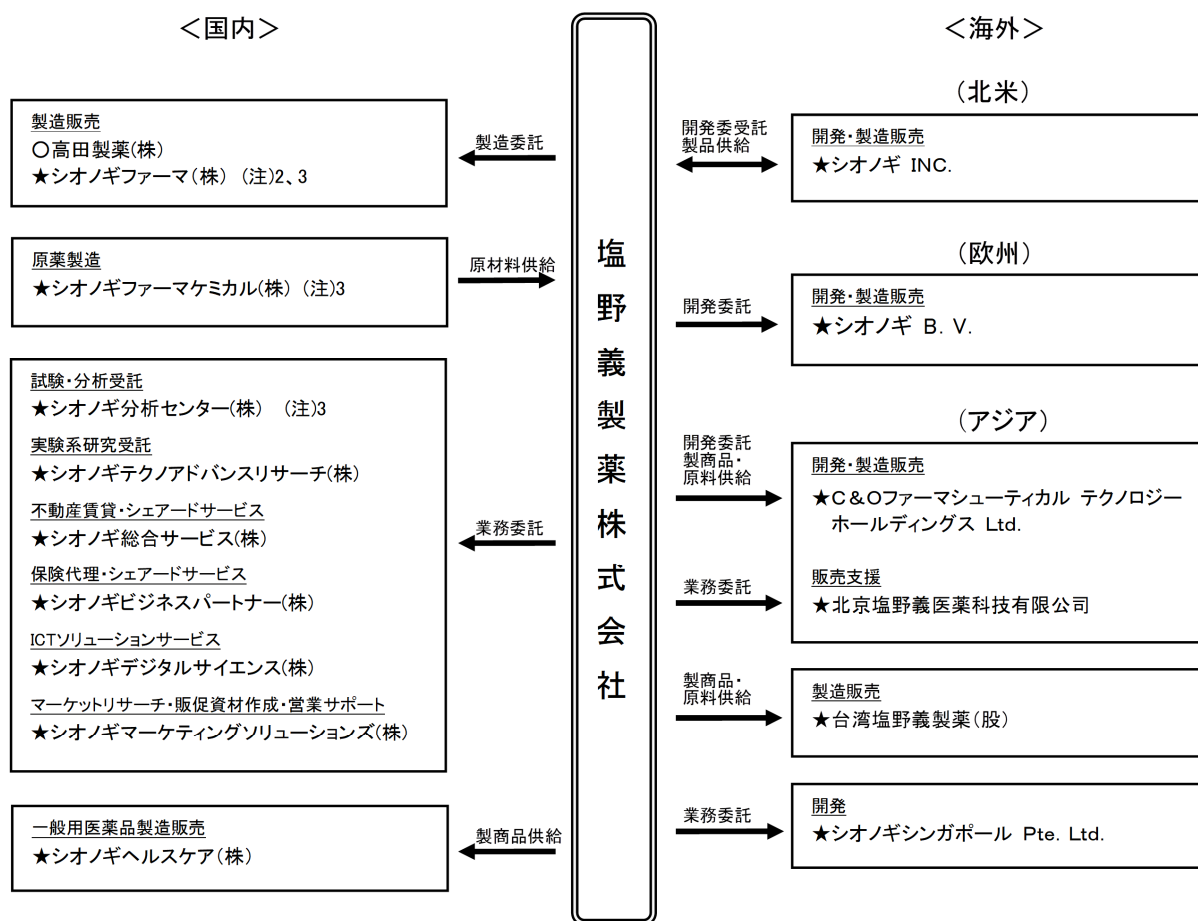 ＜国内＞
製造販売
〇高田製薬(株)
★シオノギファーマ(株) (注)2、3
製造委託
原薬製造
★シオノギファーマケミカル(株) (注)3
原材料供給
試験・分析受託
★シオノギ分析センター(株) (注)3
実験系研究受託
★シオノギテクノアドバンスリサーチ(株)
不動産賃貸・シェアードサービス
★シオノギ総合サービス(株)
保険代理・シェアードサービス
★シオノギビジネスパートナー(株)
ICTソリューションサービス
★シオノギデジタルサイエンス(株)
マーケットリサーチ・販促資材作成・営業サポート
★シオノギマーケティングソリューションズ(株)
業務委託
一般用医薬品製造販売
★シオノギヘルスケア(株)
製商品供給
塩野義製薬株式会社
＜海外＞
(北米)
開発委受託
製品供給
開発・製造販売
★シオノギ INC.
(欧州)
開発委託
開発・製造販売
★シオノギ B. V.
(アジア)
開発委託
製商品・
原料供給
開発・製造販売
★C&Oファーマシューティカル テクノロジー
ホールディングス Ltd.
業務委託
販売支援
★北京塩野義医薬科技有限公司
製商品・
原料供給
製造販売
★台湾塩野義製薬(股)
業務委託
開発
★シオノギシンガポール Pte. Ltd.